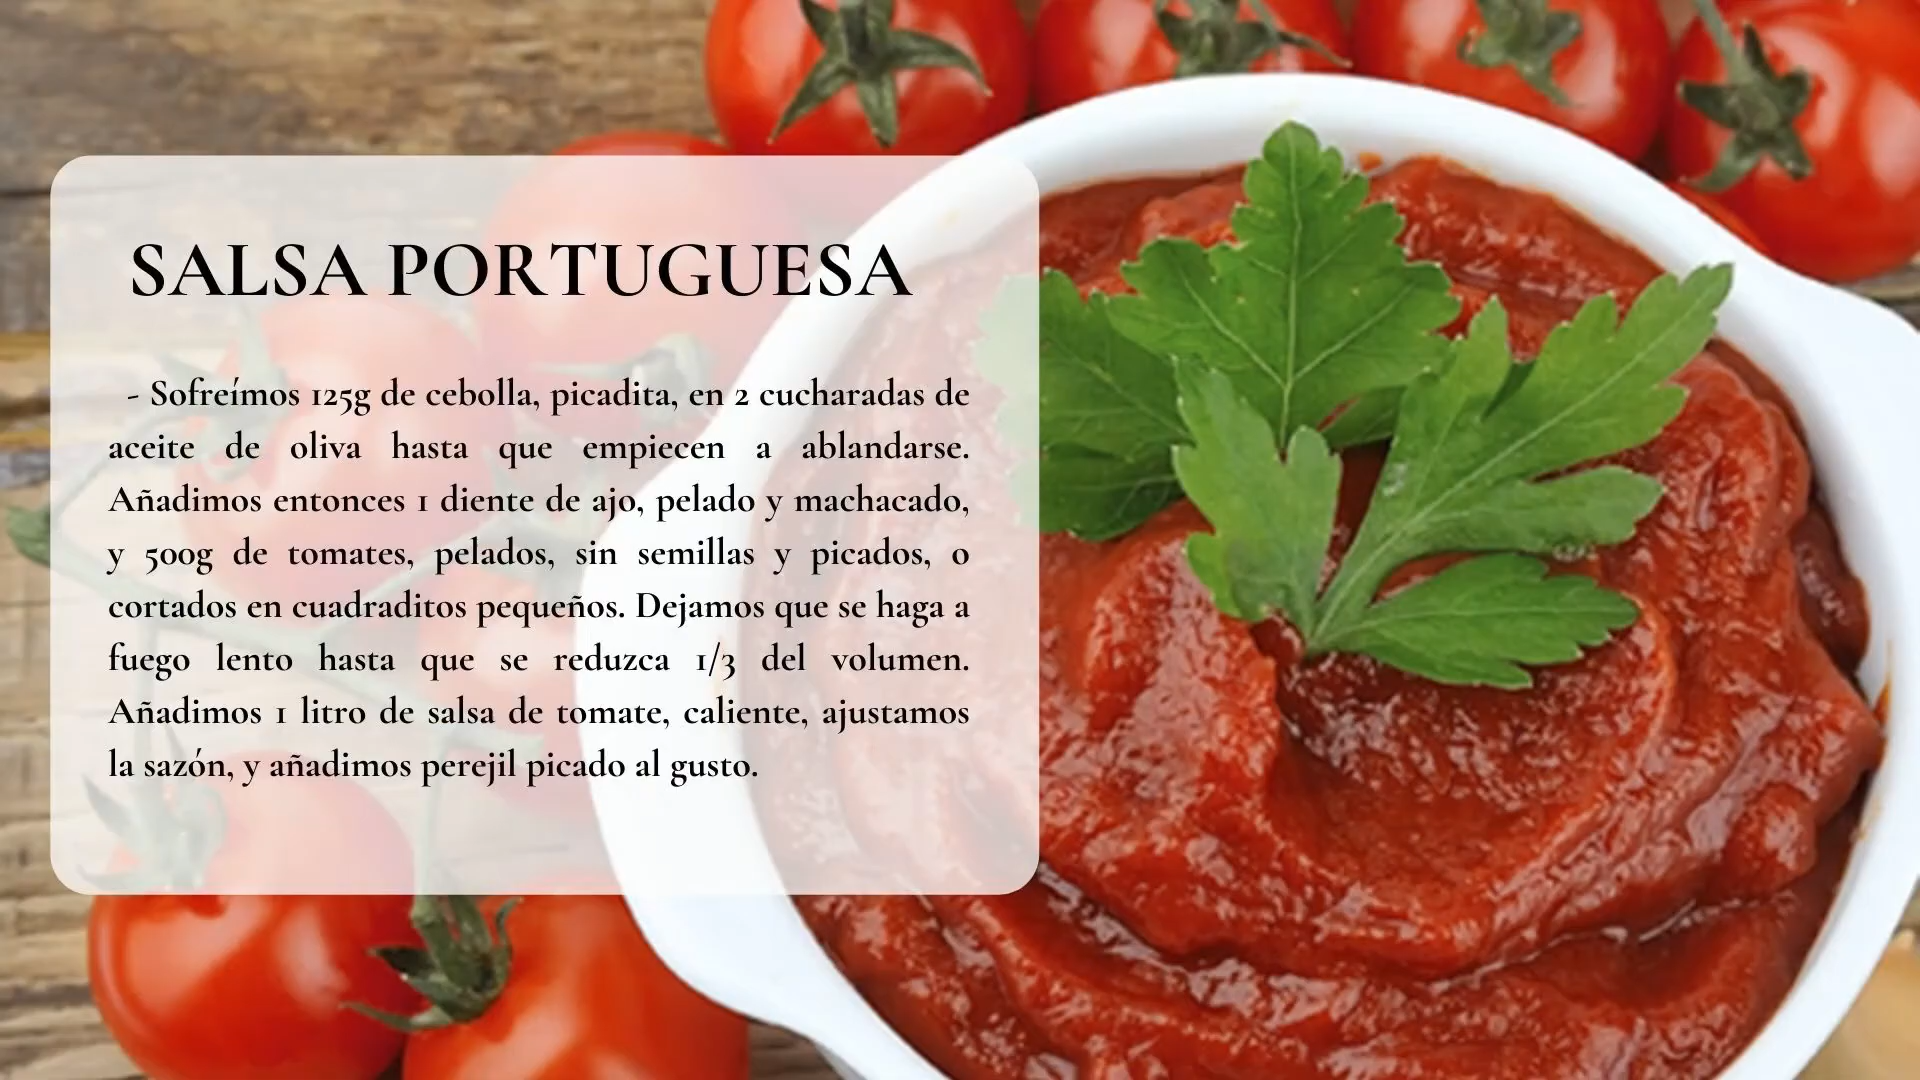 SALSA PORTUGUESA
- Sofreímos 125g de cebolla, picadita, en 2 cucharadas de
aceite de oliva hasta que empiecen a ablandarse.
Añadimos entonces 1 diente de ajo, pelado y machacado,
y 500g de tomates, pelados, sin semillas y picados, o
cortados en cuadraditos pequeños. Dejamos que se haga a
fuego lento hasta que se reduzca 1/3 del volumen.
Añadimos 1 litro de salsa de tomate, caliente, ajustamos
la sazón, y añadimos perejil picado al gusto.